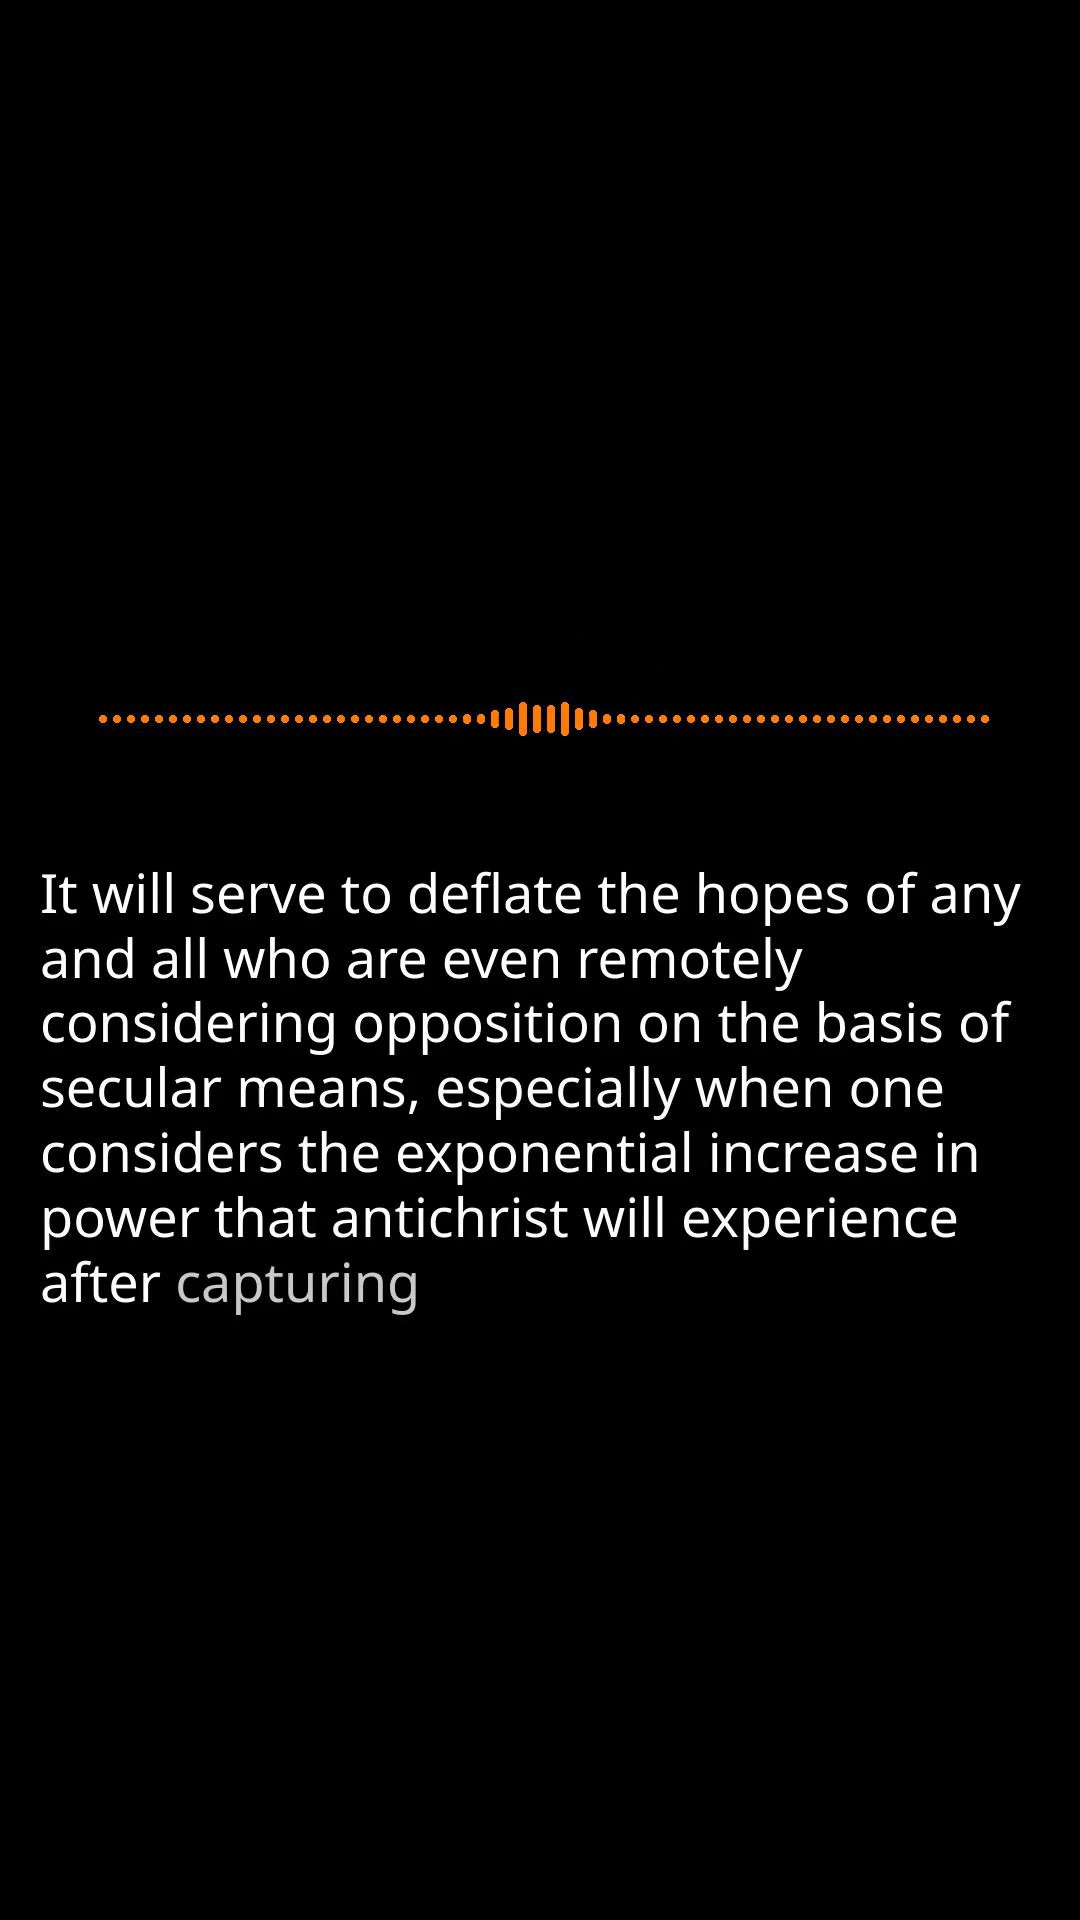 It will serve to deflate the hopes of any
and all who are even remotely
considering opposition on the basis of
secular means, especially when one
considers the exponential increase in
power that antichrist will experience
after capturing